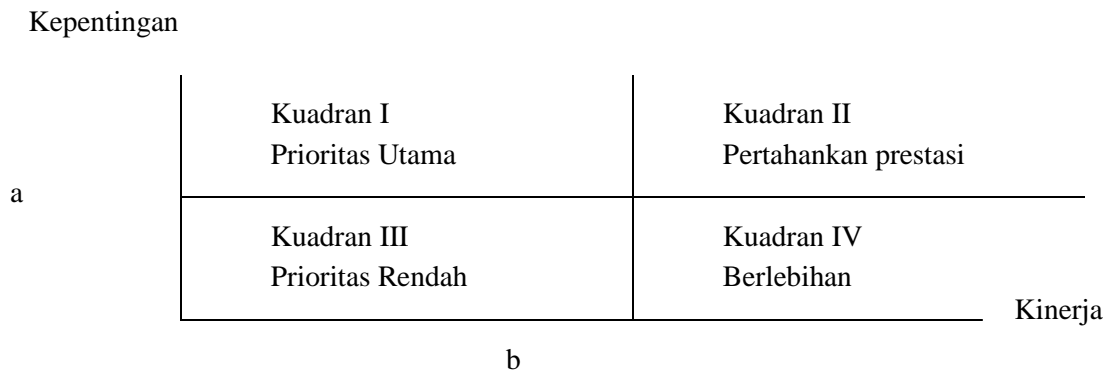 Kepentingan
Kuadran I
Prioritas Utama
Kuadran II
Pertahankan prestasi
a
Kuadran III
Prioritas Rendah
Kuadran IV
Berlebihan
Kinerja
b